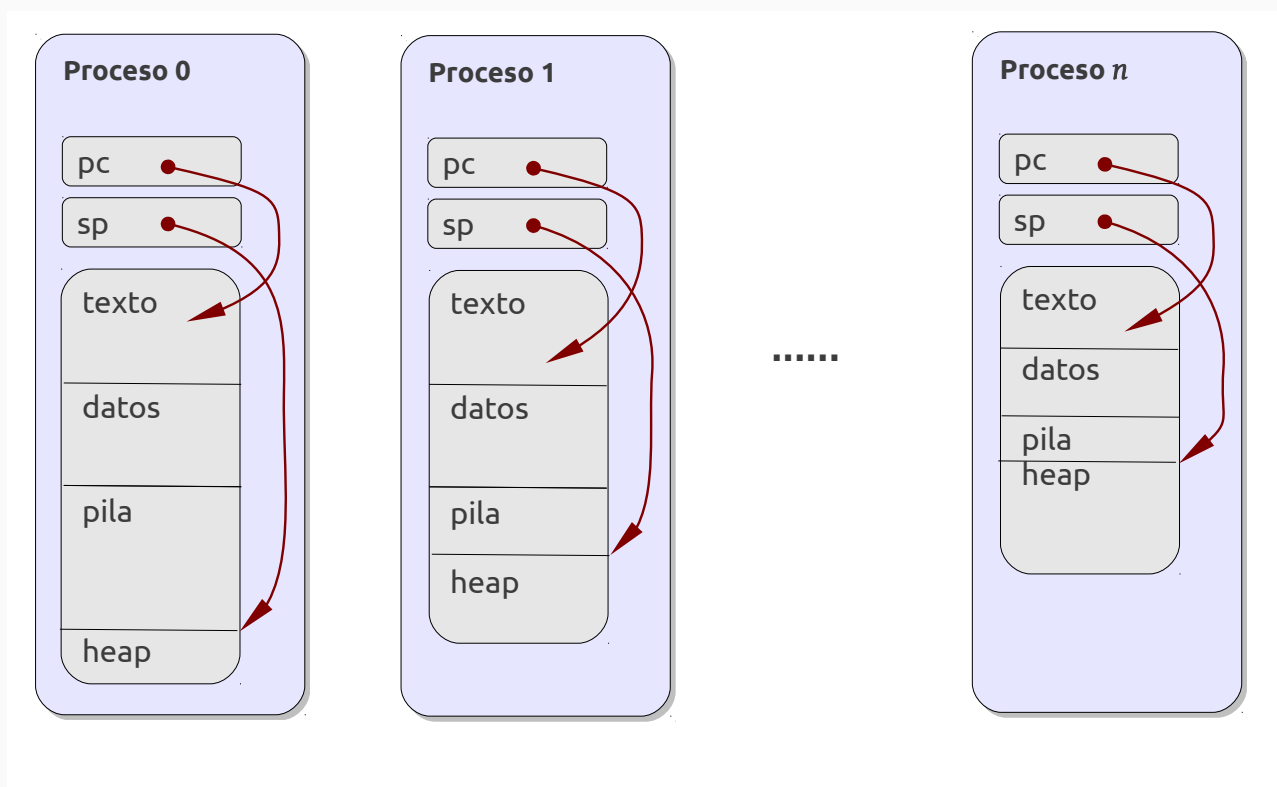 Proceso 0
pc
sp
texto
datos
pila
heap
Proceso 1
pc
sp
texto
datos
pila
heap
......
Proceso n
pc
sp
texto
datos
pila
heap